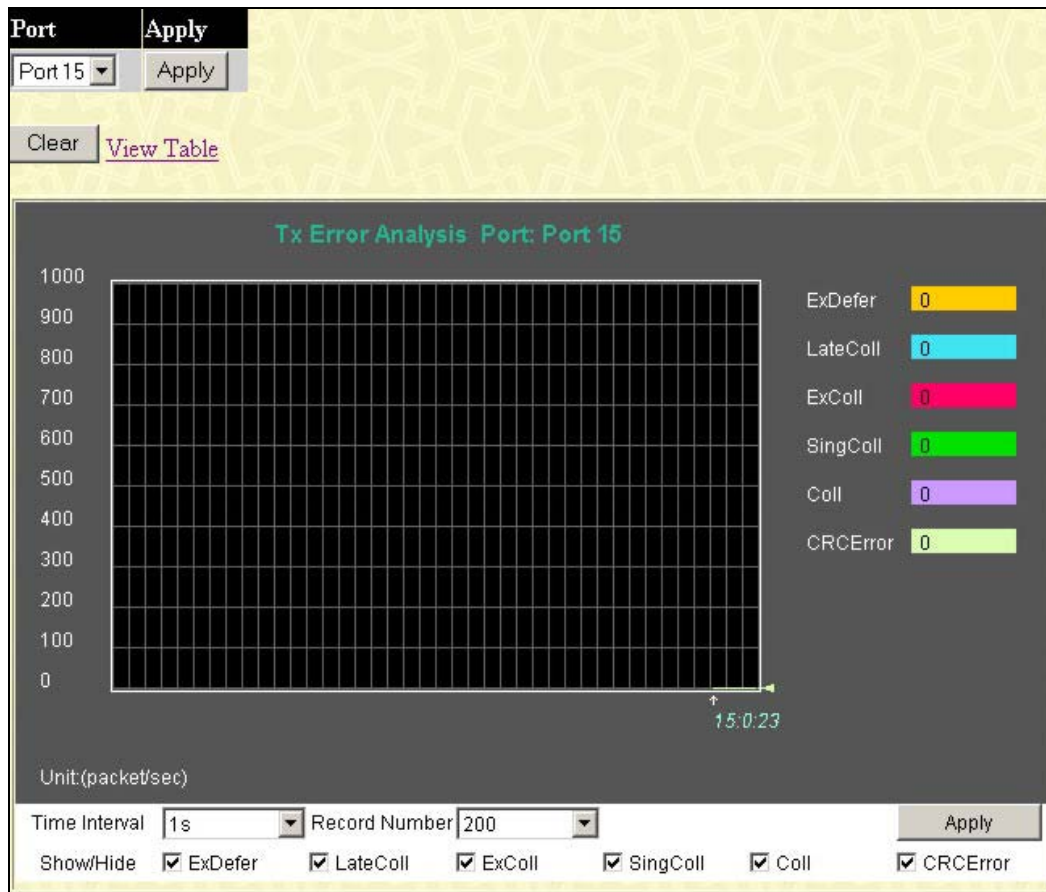 Port Apply
Port 15 Apply
Clear View Table
Tx Error Analysis Port: Port 15
1000
900
800
700
600
500
400
300
200
100
0
ExDefer 0
LateColl 0
ExColl 0
SingColl 0
Coll 0
CRCError 0
15:0:23
Unit:(packet/sec)
Time Interval 1s Record Number 200 Apply
Show/Hide ExDefer LateColl ExColl SingColl Coll CRCError